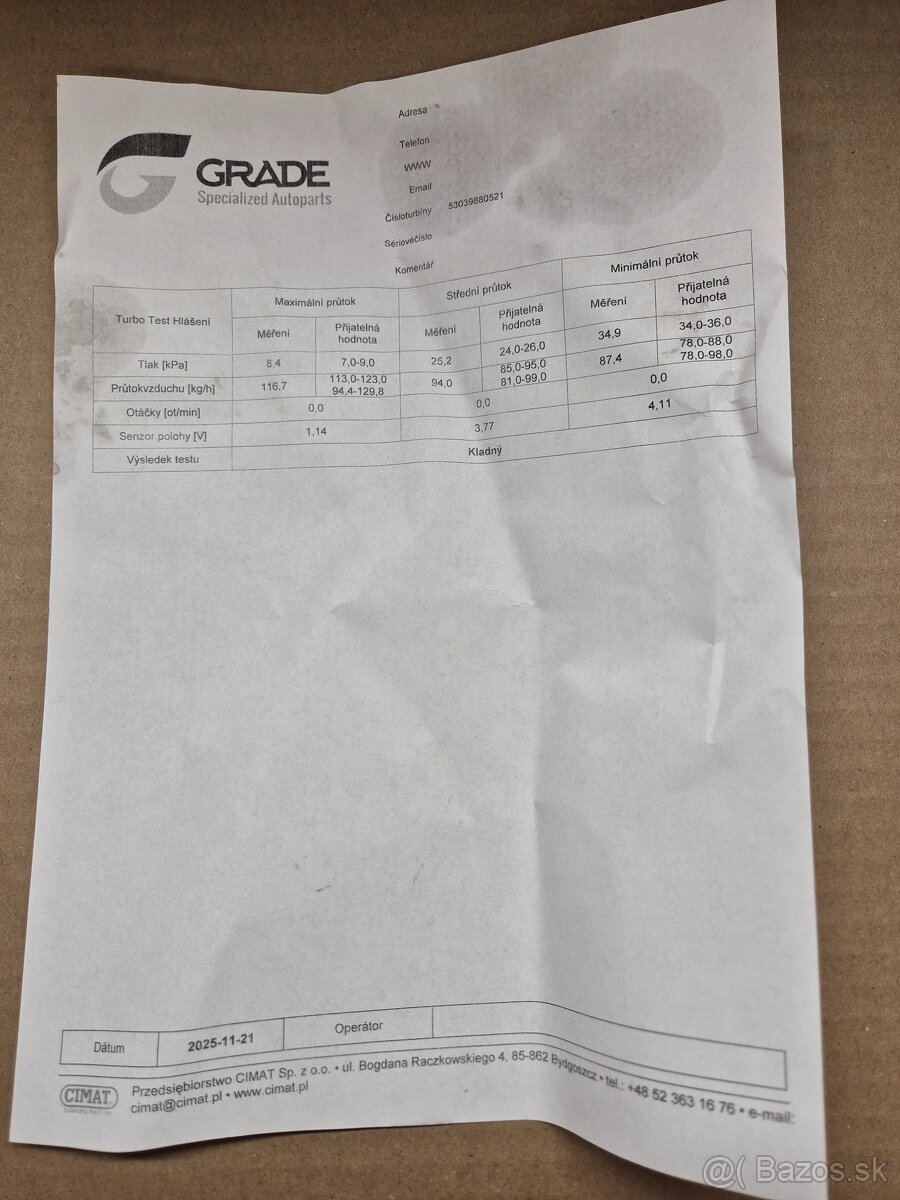 GRADE
Specialized Autoparts
Adresa
Telefon
WWW
Email
Čísloturbíny 53039880521
Sériovéčíslo
Komentář
Turbo Test Hlášení Maximální průtok Střední průtok Minimální průtok
Měření Přijatelná hodnota Měření Přijatelná hodnota Měření Přijatelná hodnota
Tlak [kPa] 8,4 7,0-9,0 25,2 24,0-26,0 34,9 34,0-36,0
Průtokvzduchu [kg/h] 116,7 113,0-123,0 94,0 85,0-95,0 87,4 78,0-88,0
94,4-129,8 81,0-99,0 78,0-98,0
Otáčky [ot/min] 0,0 0,0 0,0
Senzor polohy [V] 1,14 3,77 4,11
Výsledek testu Kladný
Dátum 2025-11-21 Operátor
CIMAT
Przedsiębiorstwo CIMAT Sp. z o.o. • ul. Bogdana Raczkowskiego 4, 85-862 Bydgoszcz • tel.: +48 52 363 16 76 • e-mail:
cimat@cimat.pl • www.cimat.pl
@( Bazos.sk